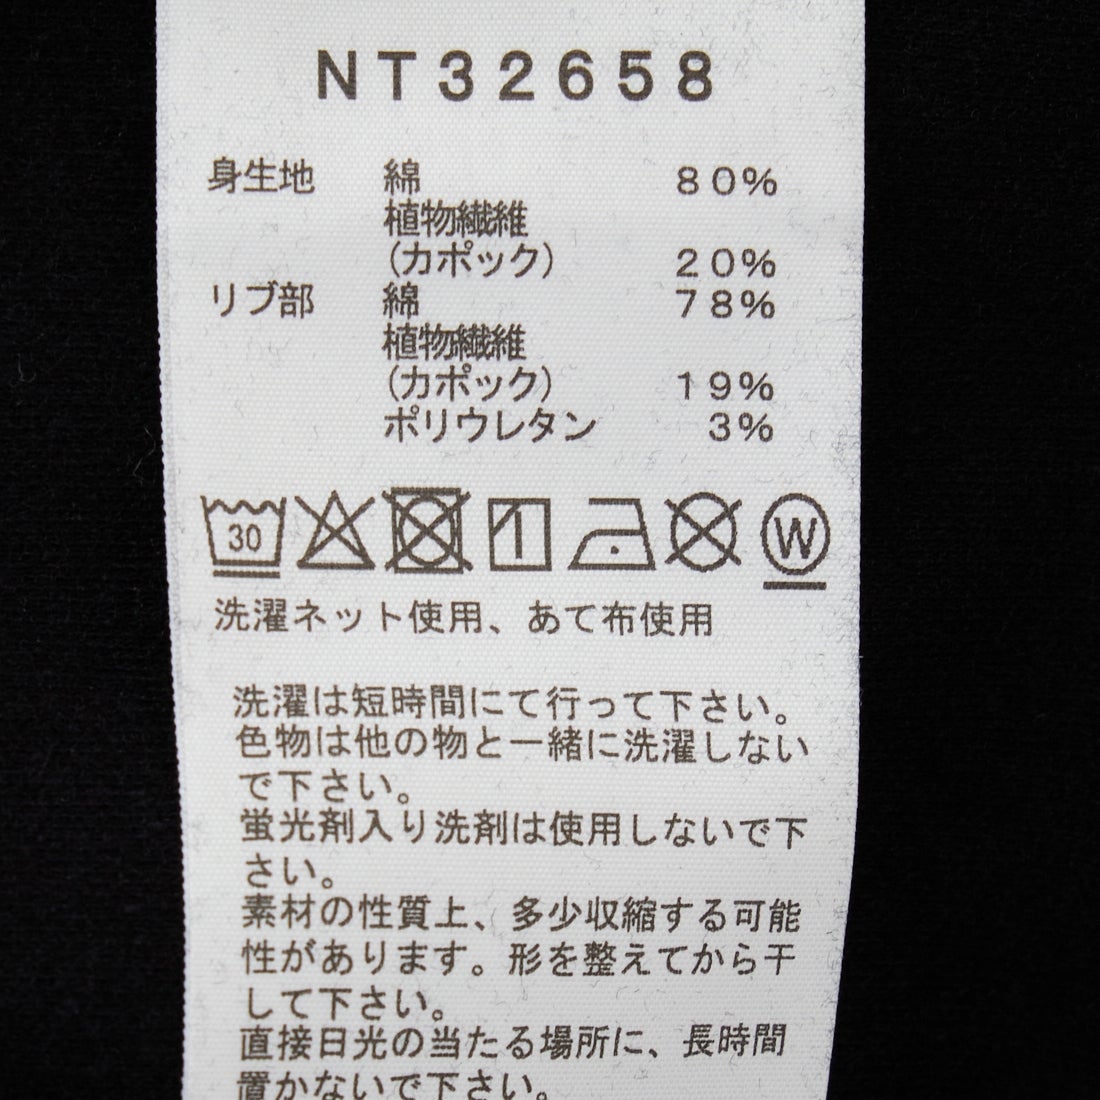 NT32658
身生地 綿 80%
植物繊維
(カポック) 20%
リブ部 綿 78%
植物繊維
(カポック) 19%
ポリウレタン 3%
30 W
洗濯ネット使用、あて布使用
洗濯は短時間にて行って下さい。
色物は他の物と一緒に洗濯しない
で下さい。
蛍光剤入り洗剤は使用しないで下
さい。
素材の性質上、多少収縮する可能
性があります。形を整えてから干
して下さい。
直接日光の当たる場所に、長時間
置かないで下さい。